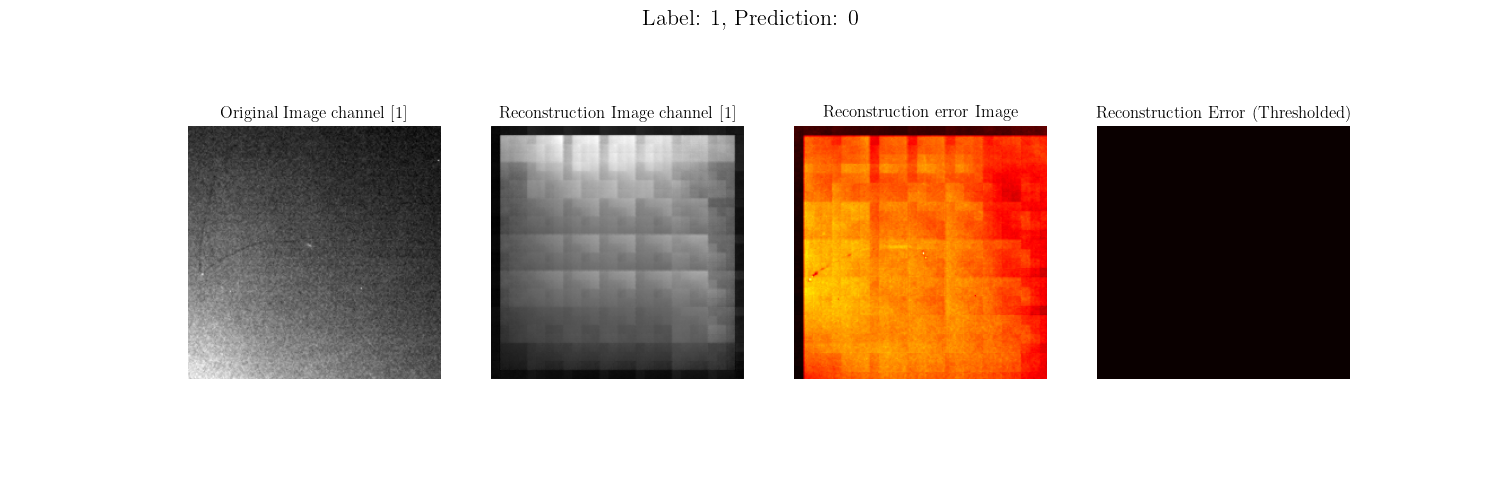 Label: 1, Prediction: 0
Original Image channel [1]
Reconstruction Image channel [1]
Reconstruction error Image
Reconstruction Error (Thresholded)